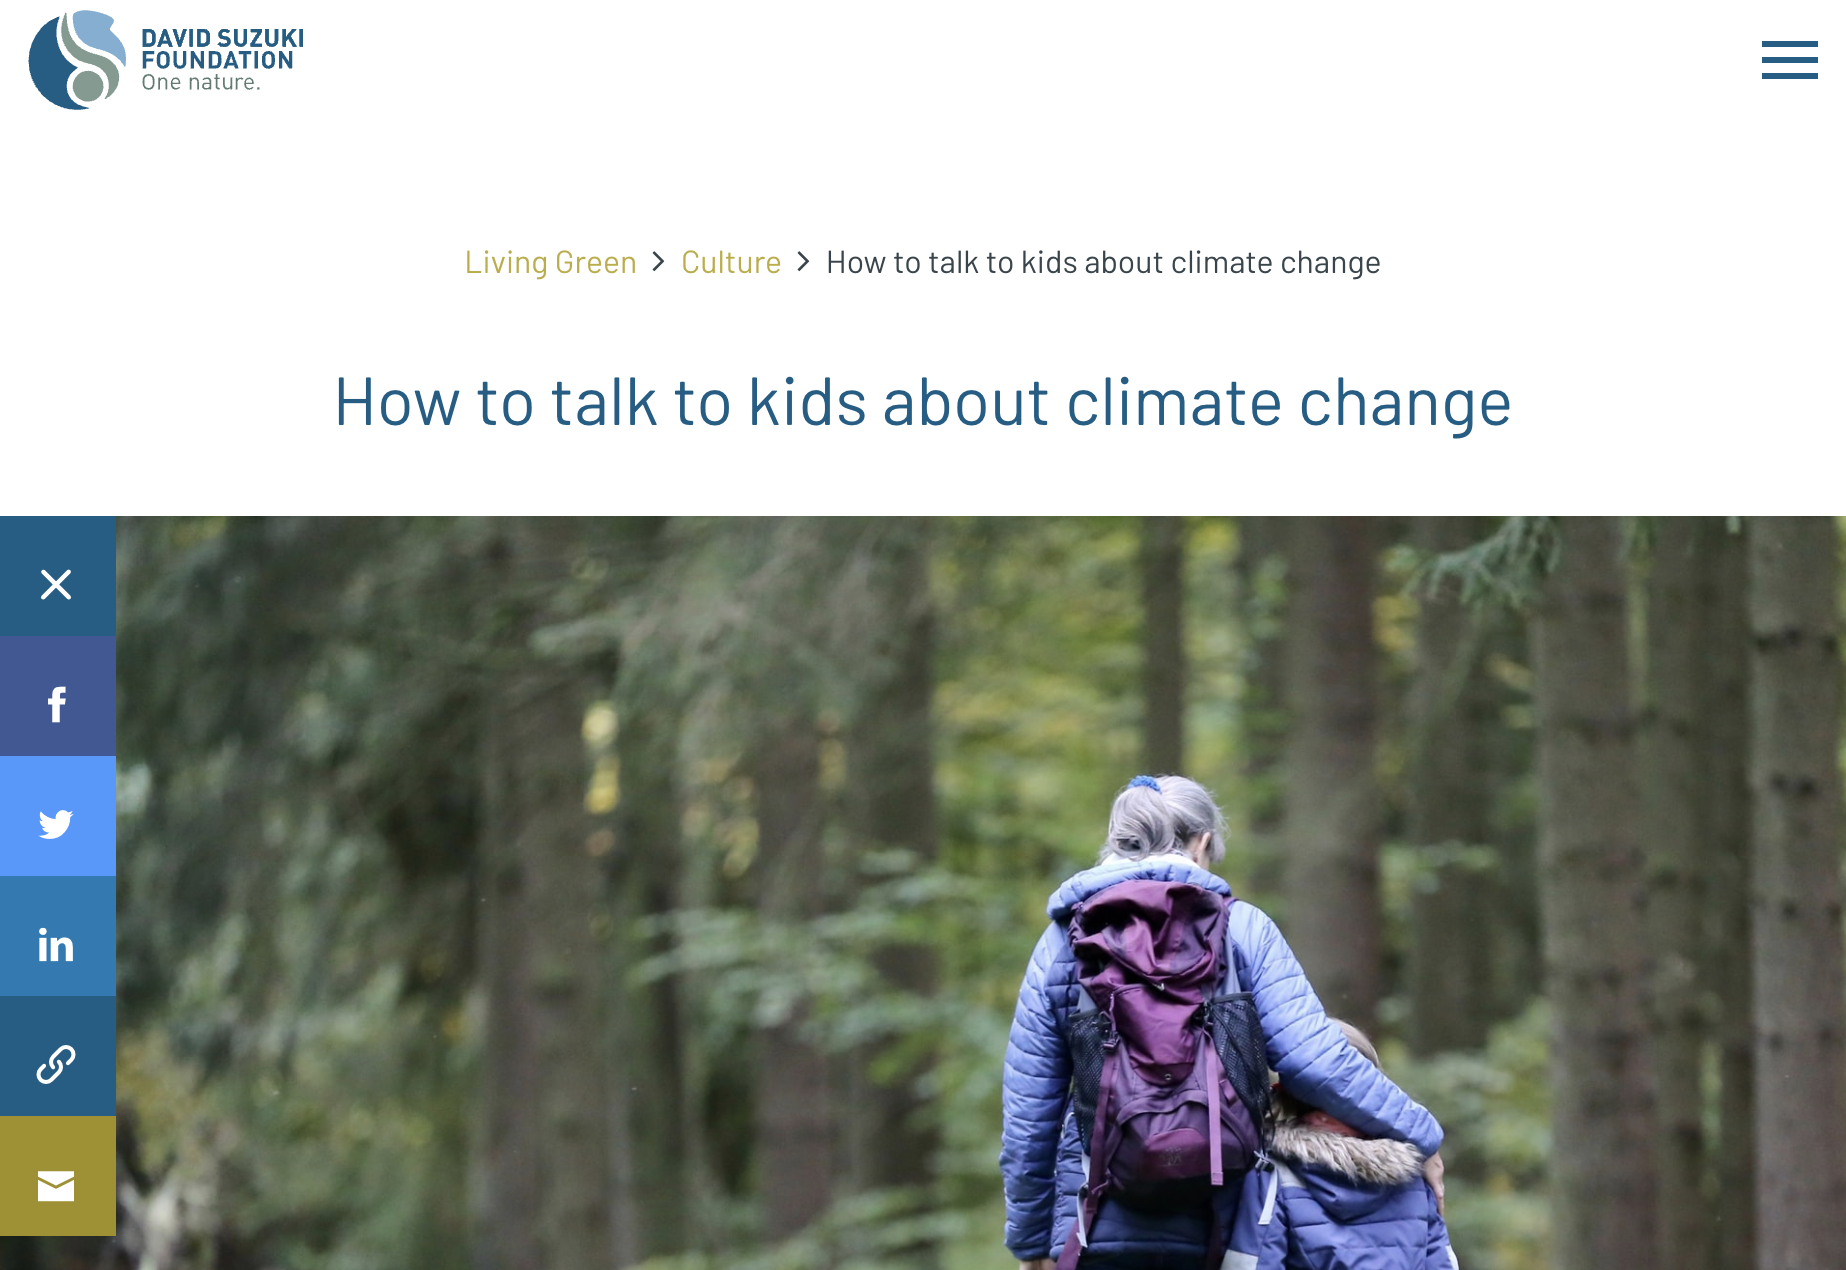 DAVID SUZUKI
FOUNDATION
One nature.
Living Green > Culture > How to talk to kids about climate change
How to talk to kids about climate change